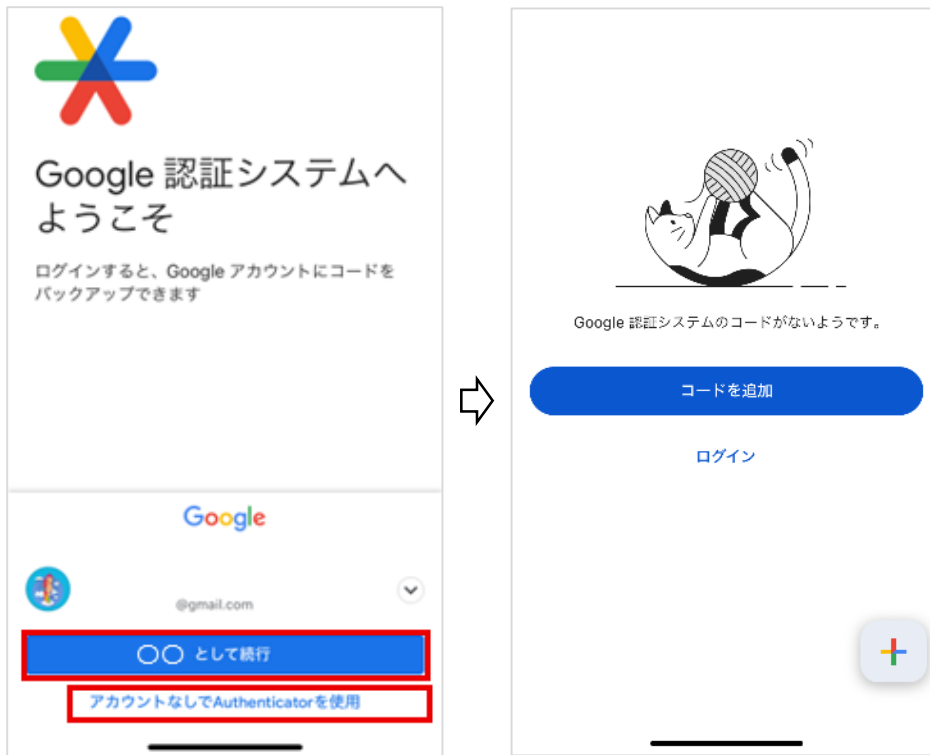 Google 認証システムへ
ようこそ
ログインすると、Google アカウントにコードを
バックアップできます
Google
@gmail.com
〇〇 として続行
アカウントなしでAuthenticatorを使用
Google 認証システムのコードがないようです。
コードを追加
ログイン